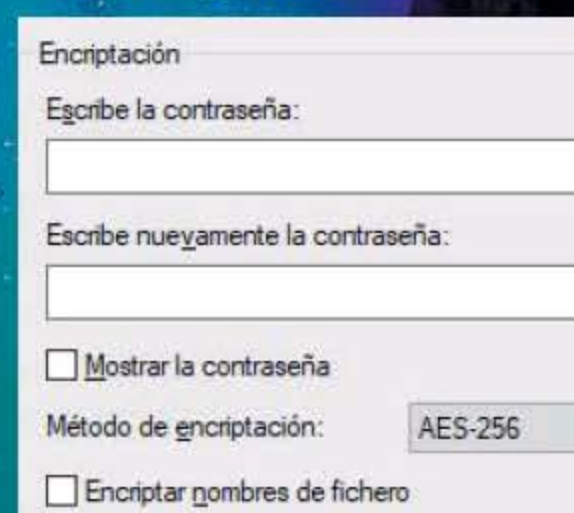 Encriptación
Escribe la contraseña:
Escribe nuevamente la contraseña:
Mostrar la contraseña
Método de encriptación: AES-256
Encriptar nombres de fichero